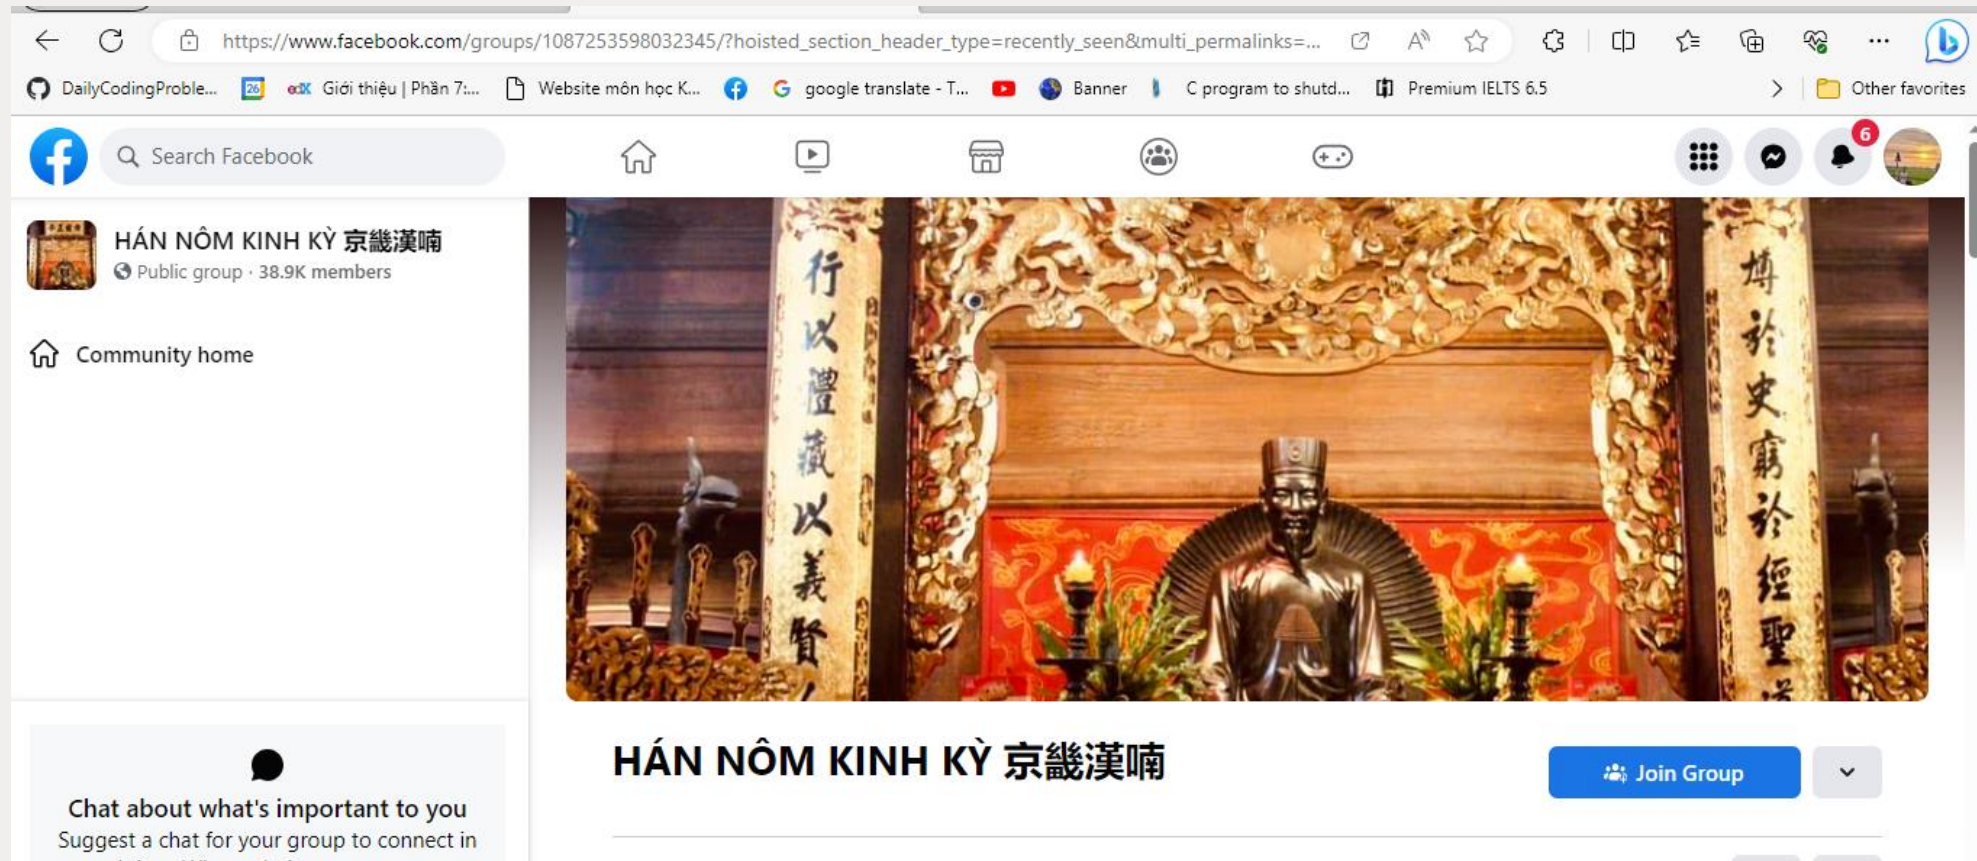 https://www.facebook.com/groups/1087253598032345/?hoisted_section_header_type=recently_seen&multi_permalinks=...
DailyCodingProble...
26
edX Giới thiệu | Phần 7:...
Website môn học K...
google translate - T...
Banner
C program to shutd...
Premium IELTS 6.5
Other favorites
Search Facebook
6
HÁN NÔM KINH KỲ 京畿漢喃
Public group · 38.9K members
Community home
行以禮藏以義賢
博於史窮於經聖道
HÁN NÔM KINH KỲ 京畿漢喃
Join Group
Chat about what's important to you
Suggest a chat for your group to connect in